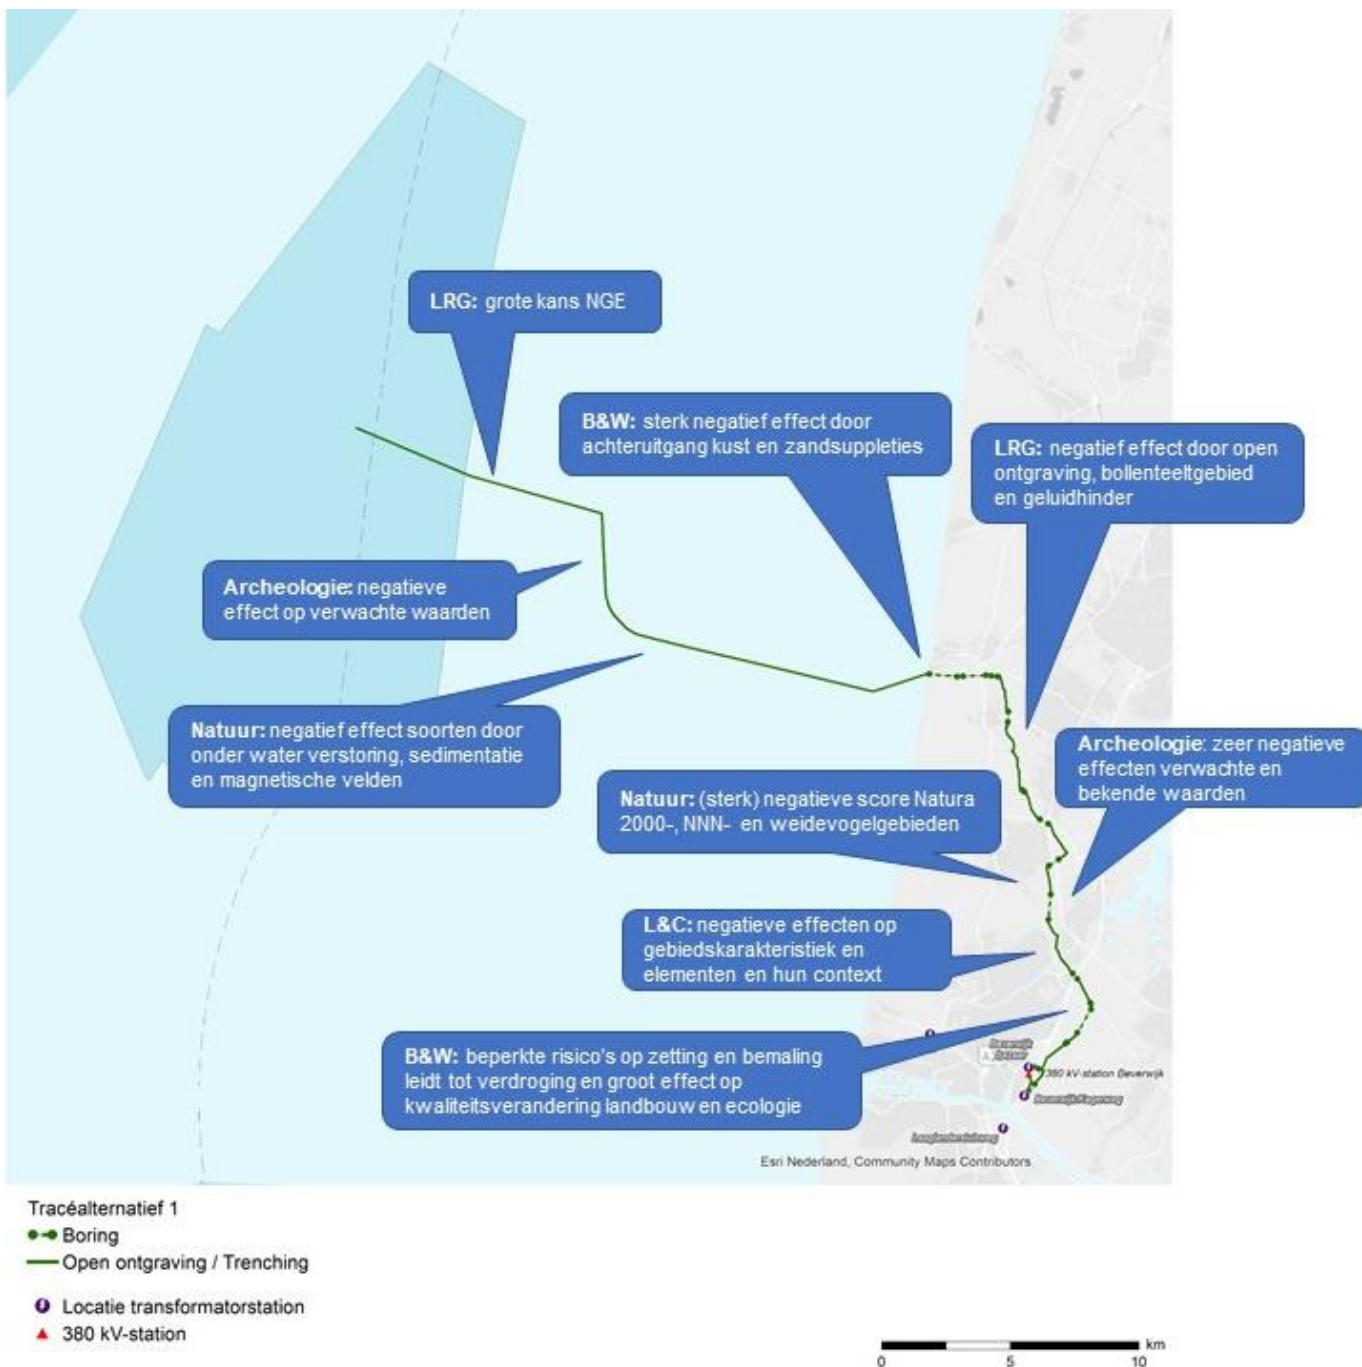 LRG: grote kans NGE
B&W: sterk negatief effect door
achteruitgang kust en zandsuppleties
LRG: negatief effect door open
ontgraving, bollenteeltgebied
en geluidhinder
Archeologie: negatieve
effect op verwachte waarden
Natuur: negatief effect soorten door
onder water verstoring, sedimentatie
en magnetische velden
Archeologie: zeer negatieve
effecten verwachte en
bekende waarden
Natuur: (sterk) negatieve score Natura
2000-, NNN- en weidevogelgebieden
L&C: negatieve effecten op
gebiedskarakteristiek en
elementen en hun context
B&W: beperkte risico's op zetting en bemaling
leidt tot verdroging en groot effect op
kwaliteitsverandering landbouw en ecologie
Beverwijk
Bazaar
380 kV-station Beverwijk
Esri Nederland, Community Maps Contributors
Tracéalternatief 1
Boring
Open ontgraving / Trenching
Locatie transformatorstation
380 kV-station
km
0 5 10